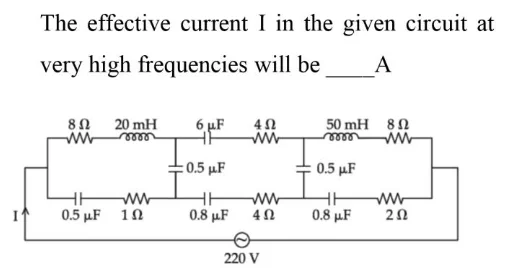 The effective current I in the given circuit at
very high frequencies will be ____A
8 Ω 20 mH 6 μF 4 Ω 50 mH 8 Ω
0.5 μF 0.5 μF
I 0.5 μF 1 Ω 0.8 μF 4 Ω 0.8 μF 2 Ω
220 V